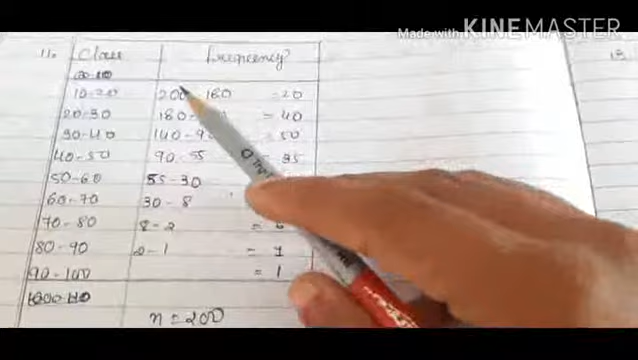 Made with KINEMASTER
11. Class Frequency
10-20 200 180 =20
20-30 180- = 40
30-40 140-90 = 50
40-50 90-55 35
50-60 55-30
60-70 30-8
70-80 8-2 = 6
80-90 2-1 = 1
90-100 = 1
n = 200